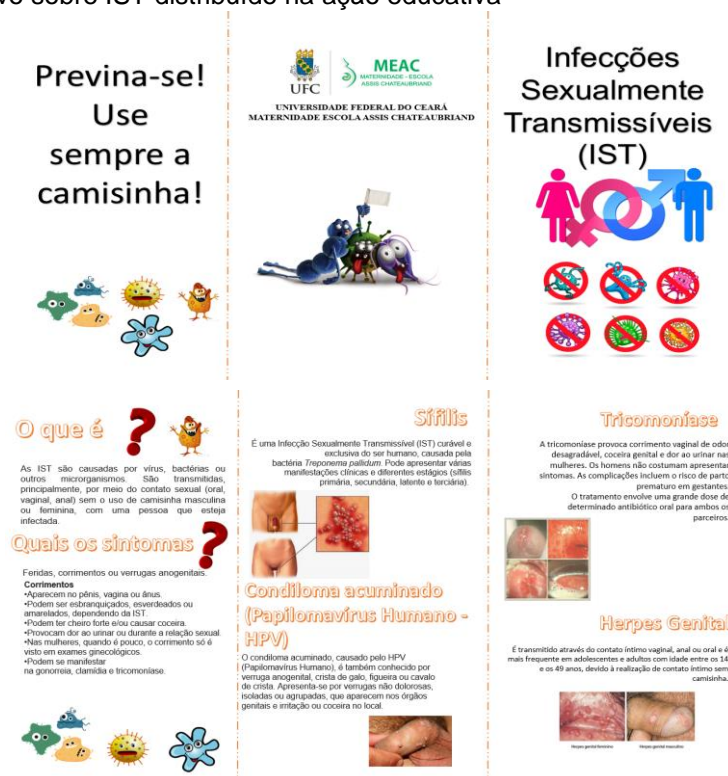 vo sobre IST distribuído na ação educativa
Previna-se!
Use
sempre a
camisinha!
UFC
MEAC
MATERNIDADE - ESCOLA
ASSIS CHATEAUBRIAND
UNIVERSIDADE FEDERAL DO CEARÁ
MATERNIDADE ESCOLA ASSIS CHATEAUBRIAND
Infecções
Sexualmente
Transmissíveis
(IST)
O que é ?
As IST são causadas por vírus, bactérias ou
outros microrganismos. São transmitidas,
principalmente, por meio do contato sexual (oral,
vaginal, anal) sem o uso de camisinha masculina
ou feminina, com uma pessoa que esteja
infectada.
Quais os sintomas ?
Feridas, corrimentos ou verrugas anogenitais.
Corrimentos
•Aparecem no pênis, vagina ou ânus.
•Podem ser esbranquiçados, esverdeados ou
amarelados, dependendo da IST.
•Podem ter cheiro forte e/ou causar coceira.
•Provocam dor ao urinar ou durante a relação sexual.
•Nas mulheres, quando é pouco, o corrimento só é
visto em exames ginecológicos.
•Podem se manifestar
na gonorreia, clamídia e tricomoníase.
Sífilis
É uma Infecção Sexualmente Transmissível (IST) curável e
exclusiva do ser humano, causada pela
bactéria Treponema pallidum. Pode apresentar várias
manifestações clínicas e diferentes estágios (sífilis
primária, secundária, latente e terciária).
Condiloma acuminado
(Papilomavírus Humano -
HPV)
O condiloma acuminado, causado pelo HPV
(Papilomavírus Humano), é também conhecido por
verruga anogenital, crista de galo, figueira ou cavalo
de crista. Apresenta-se por verrugas não dolorosas,
isoladas ou agrupadas, que aparecem nos órgãos
genitais e irritação ou coceira no local.
Tricomoníase
A tricomoníase provoca corrimento vaginal de odor
desagradável, coceira genital e dor ao urinar nas
mulheres. Os homens não costumam apresentar
sintomas. As complicações incluem o risco de parto
prematuro em gestantes.
O tratamento envolve uma grande dose de
determinado antibiótico oral para ambos os
parceiros.
Herpes Genital
É transmitido através do contato íntimo vaginal, anal ou oral e é
mais frequente em adolescentes e adultos com idade entre os 14
e os 49 anos, devido à realização de contato íntimo sem
camisinha.
Herpes genital feminino
Herpes genital masculino